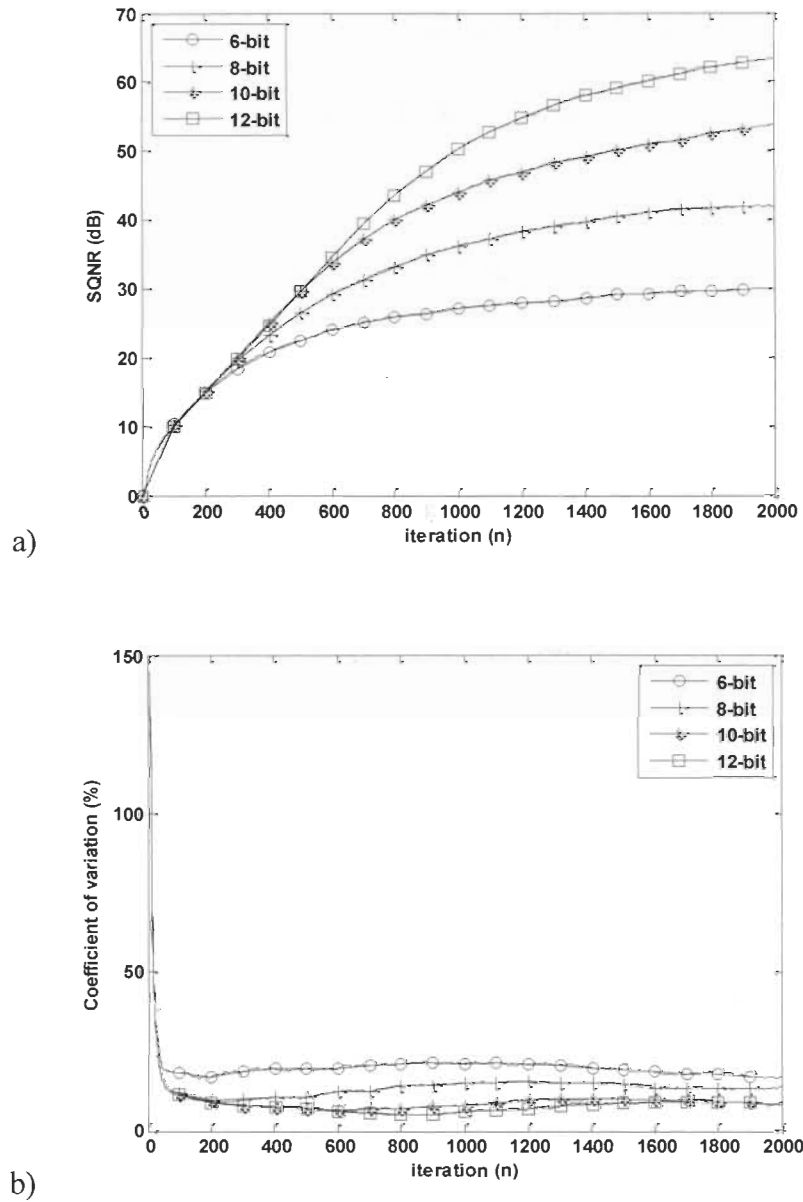 70
60
50
40
30
20
10
0
SQNR (dB)
6-bit
8-bit
10-bit
12-bit
0 200 400 600 800 1000 1200 1400 1600 1800 2000
iteration (n)
a)
150
100
50
0
Coefficient of variation (%)
6-bit
8-bit
10-bit
12-bit
0 200 400 600 800 1000 1200 1400 1600 1800 2000
iteration (n)
b)